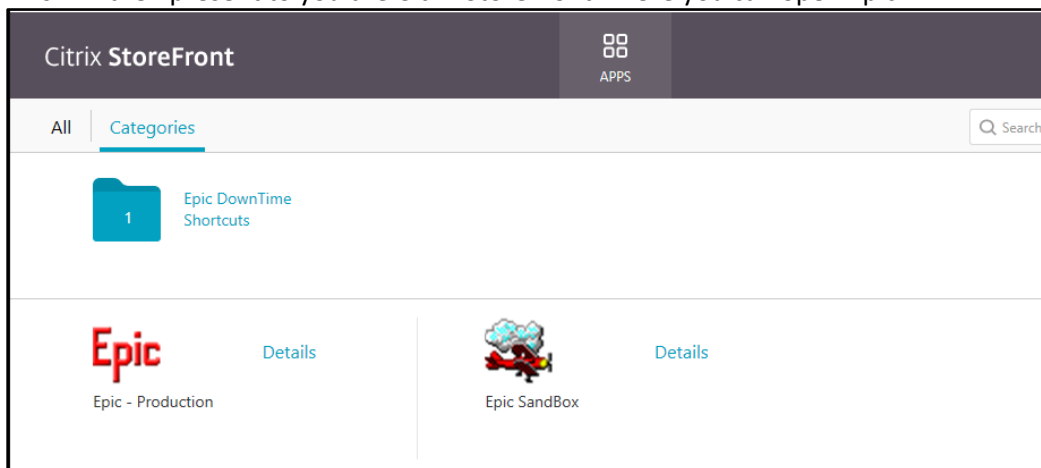 Citrix StoreFront
APPS
All Categories
Search
1
Epic DownTime
Shortcuts
Epic
Details
Details
Epic - Production
Epic SandBox